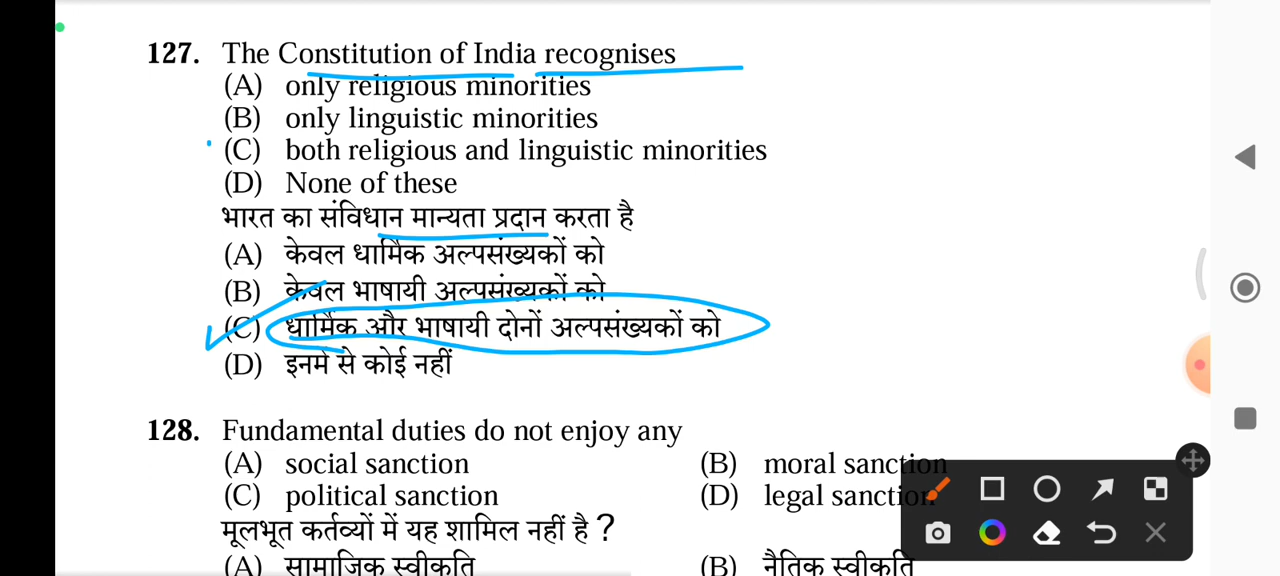 127. The Constitution of India recognises
(A) only religious minorities
(B) only linguistic minorities
(C) both religious and linguistic minorities
(D) None of these
भारत का संविधान मान्यता प्रदान करता है
(A) केवल धार्मिक अल्पसंख्यकों को
(B) केवल भाषायी अल्पसंख्यकों को
(C) धार्मिक और भाषायी दोनों अल्पसंख्यकों को
(D) इनमे से कोई नहीं
128. Fundamental duties do not enjoy any
(A) social sanction (B) moral sanction
(C) political sanction (D) legal sanction
मूलभूत कर्तव्यों में यह शामिल नहीं है ?
(A) सामाजिक स्वीकृति (B) नैतिक स्वीकृति